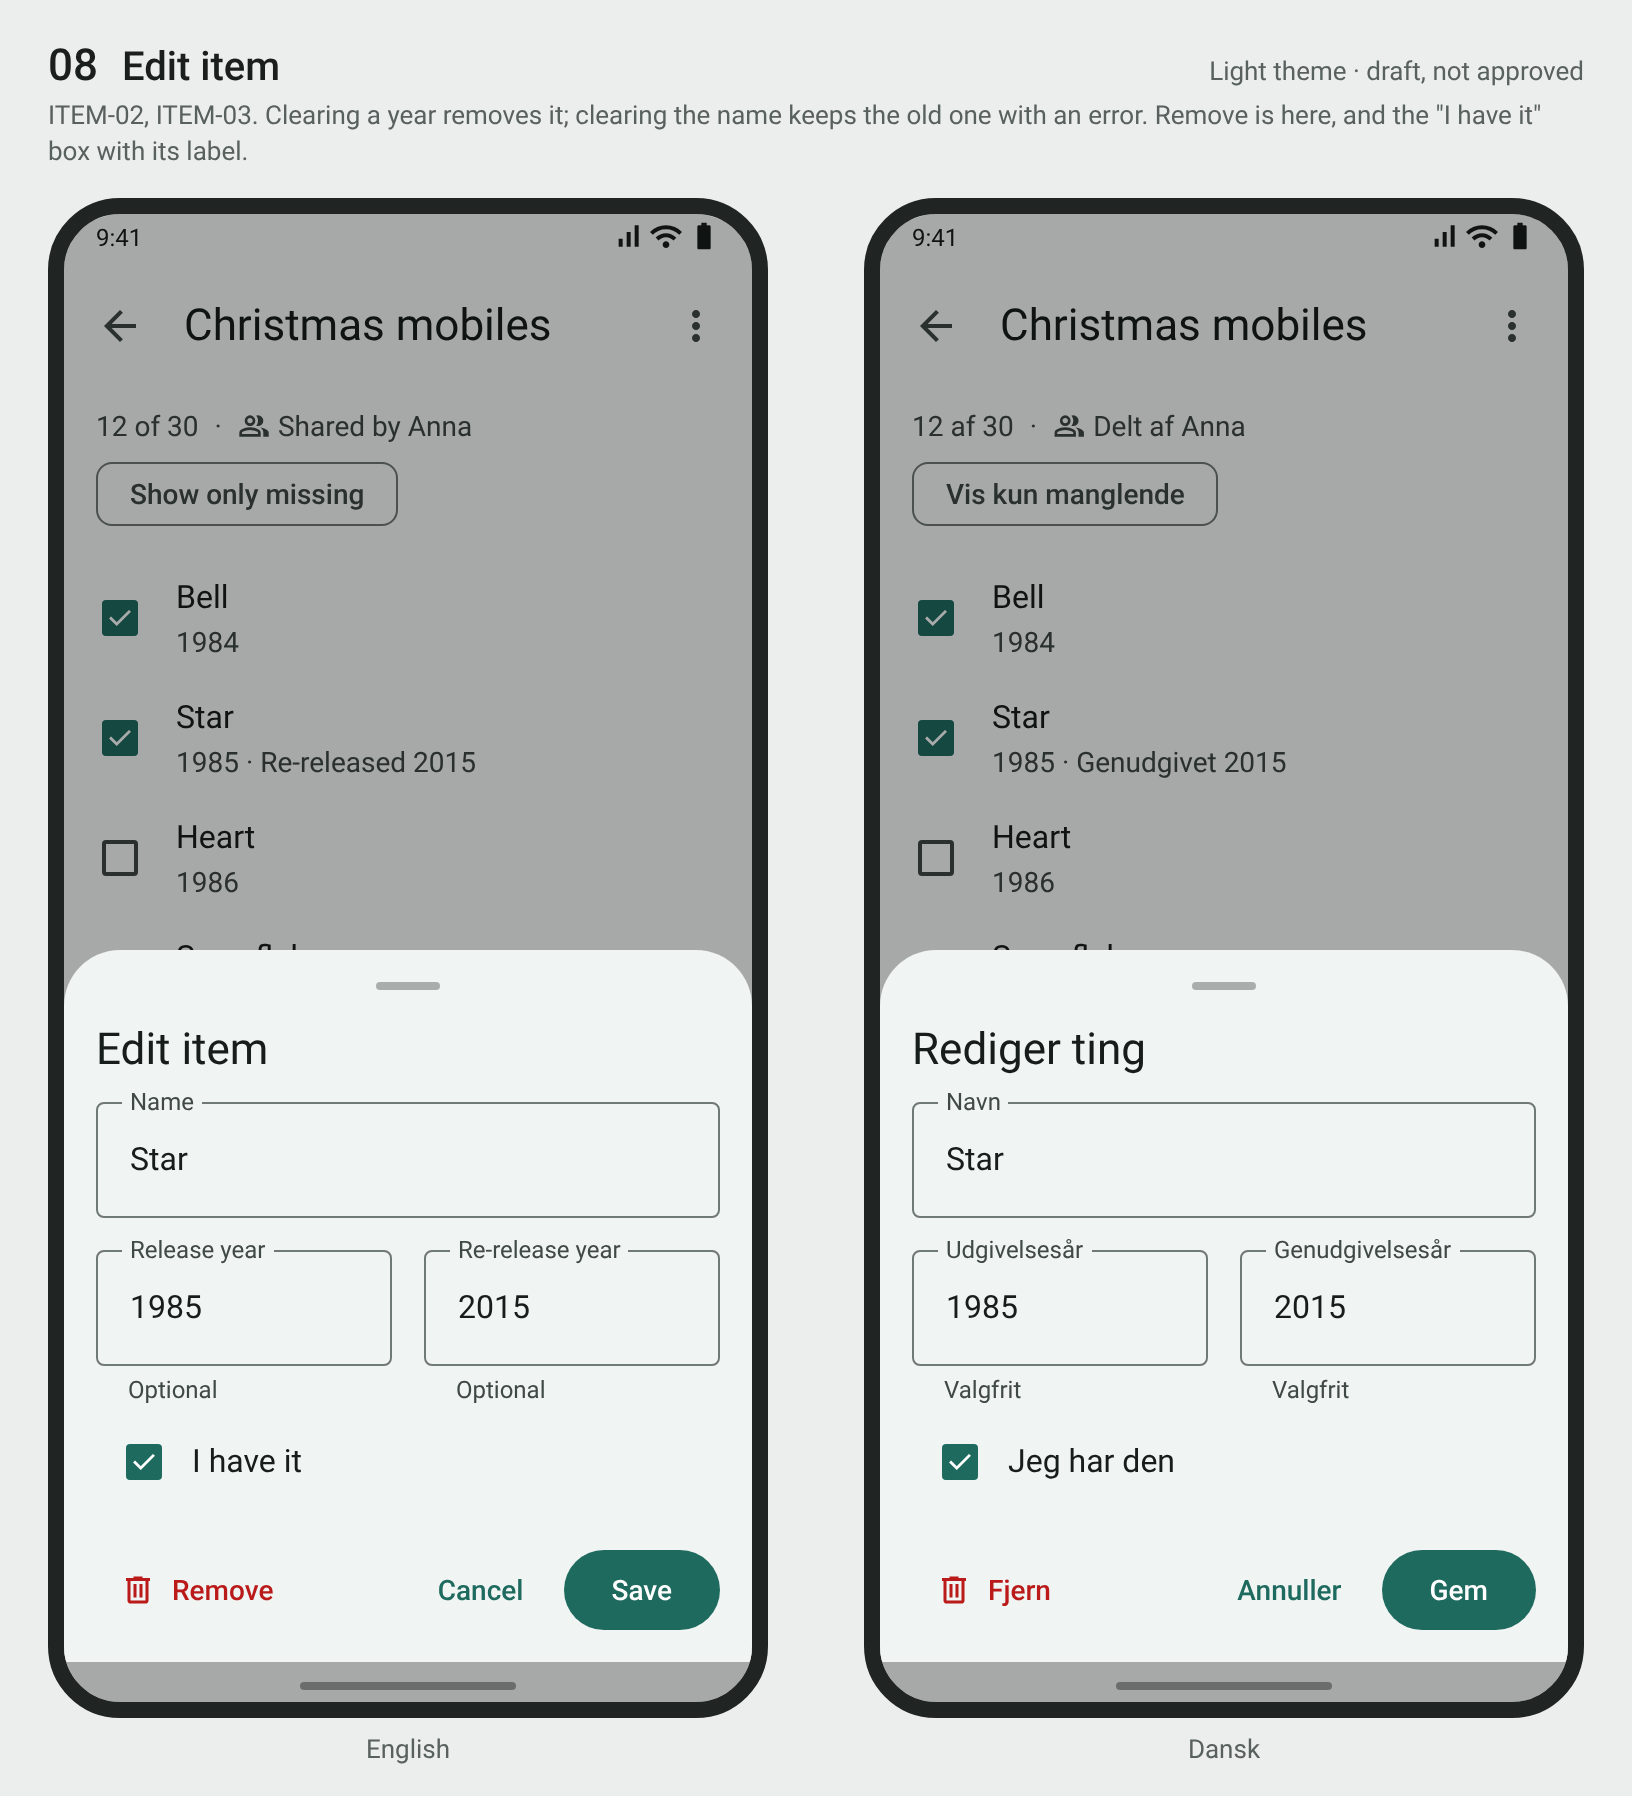 08 Edit item
Light theme · draft, not approved
ITEM-02, ITEM-03. Clearing a year removes it; clearing the name keeps the old one with an error. Remove is here, and the "I have it"
box with its label.
9:41
Christmas mobiles
12 of 30 · Shared by Anna
Show only missing
Bell
1984
Star
1985 · Re-released 2015
Heart
1986
Edit item
Name
Star
Release year
Re-release year
1985
2015
Optional
Optional
I have it
Remove
Cancel
Save
English
9:41
Christmas mobiles
12 af 30 · Delt af Anna
Vis kun manglende
Bell
1984
Star
1985 · Genudgivet 2015
Heart
1986
Rediger ting
Navn
Star
Udgivelsesår
Genudgivelsesår
1985
2015
Valgfrit
Valgfrit
Jeg har den
Fjern
Annuller
Gem
Dansk